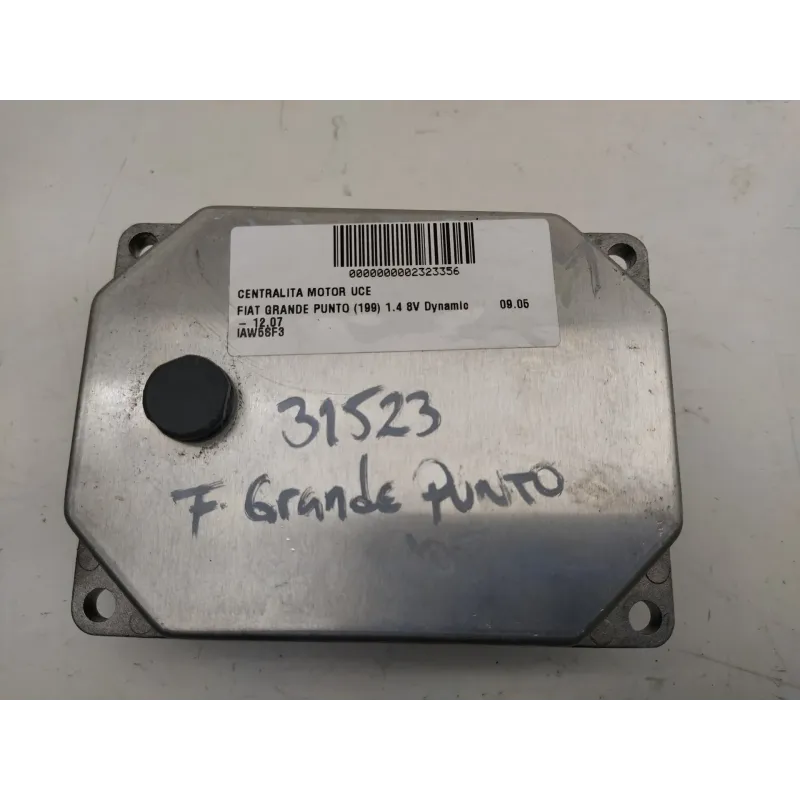 0000000002323356
CENTRALITA MOTOR UCE
FIAT GRANDE PUNTO (199) 1.4 8V Dynamic 09.05
- 12.07
IAW5SF3
31523
F. Grande PUNTO